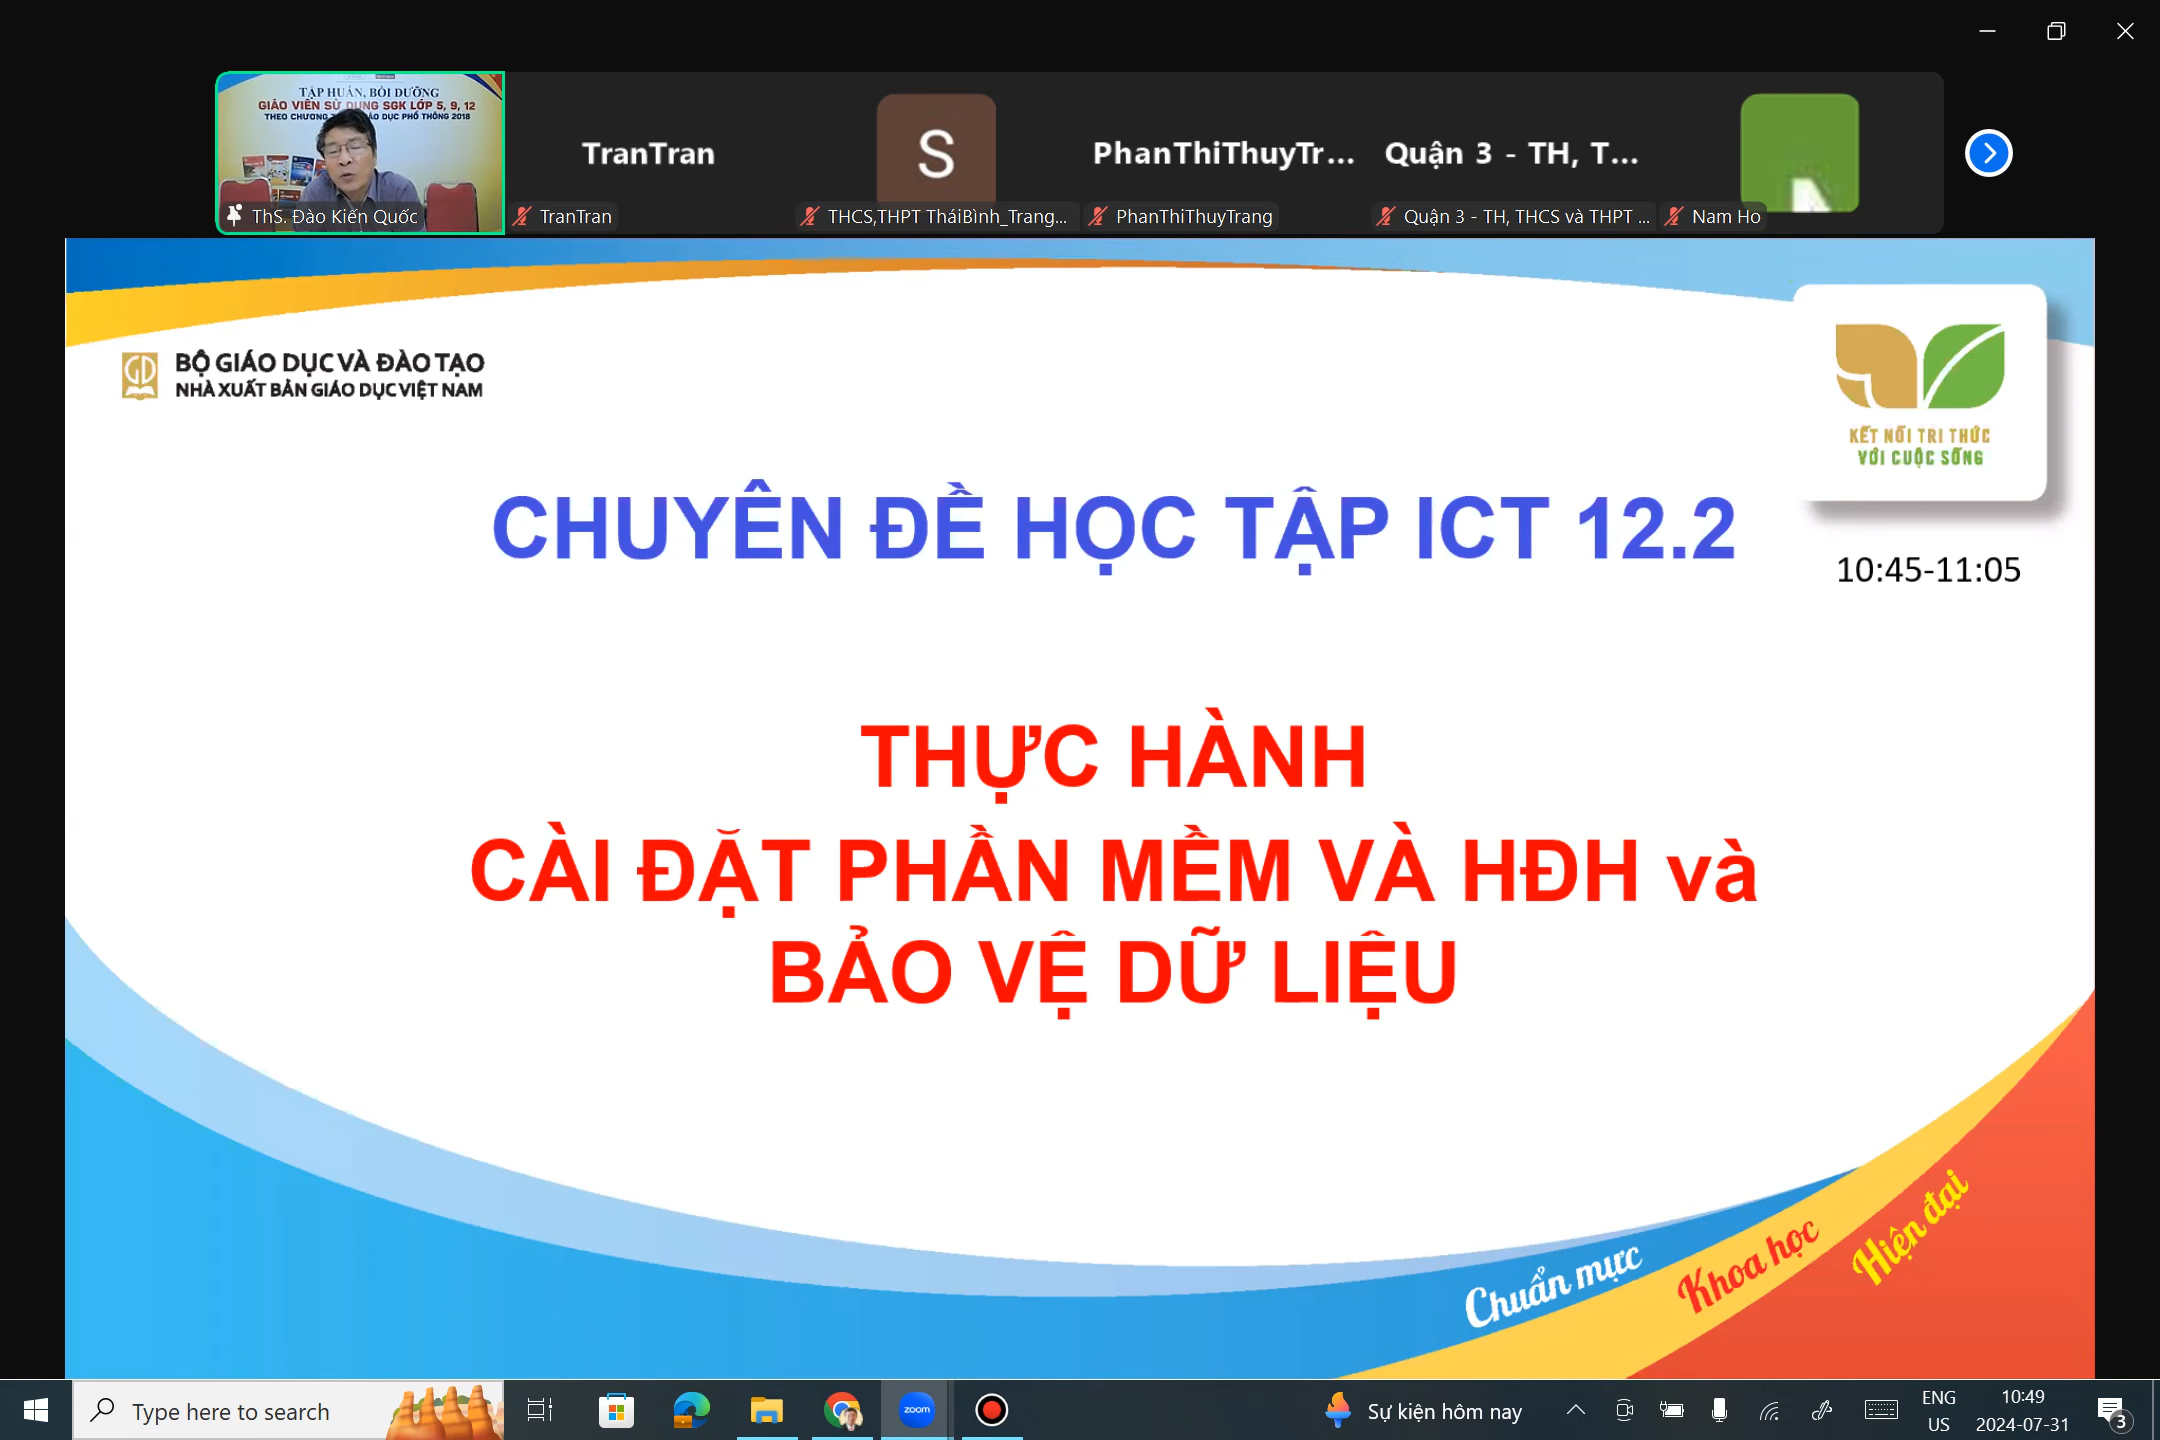 TẬP HUẤN, BỒI DƯỠNG
GIÁO VIÊN SỬ DỤNG SGK LỚP 5, 9, 12
THEO CHƯƠNG GIÁO DỤC PHỔ THÔNG 2018
ThS. Đào Kiến Quốc
TranTran
TranTran
S
THCS,THPT TháiBình_Trang...
PhanThiThuyTr...
PhanThiThuyTrang
Quận 3 - TH, T...
Quận 3 - TH, THCS và THPT ...
Nam Ho
BỘ GIÁO DỤC VÀ ĐÀO TẠO
NHÀ XUẤT BẢN GIÁO DỤC VIỆT NAM
KẾT NỐI TRI THỨC
VỚI CUỘC SỐNG
CHUYÊN ĐỀ HỌC TẬP ICT 12.2
10:45-11:05
THỰC HÀNH
CÀI ĐẶT PHẦN MỀM VÀ HĐH và
BẢO VỆ DỮ LIỆU
Chuẩn mực
Khoa học
Hiện đại
Type here to search
zoom
Sự kiện hôm nay
ENG
US
10:49
2024-07-31
3